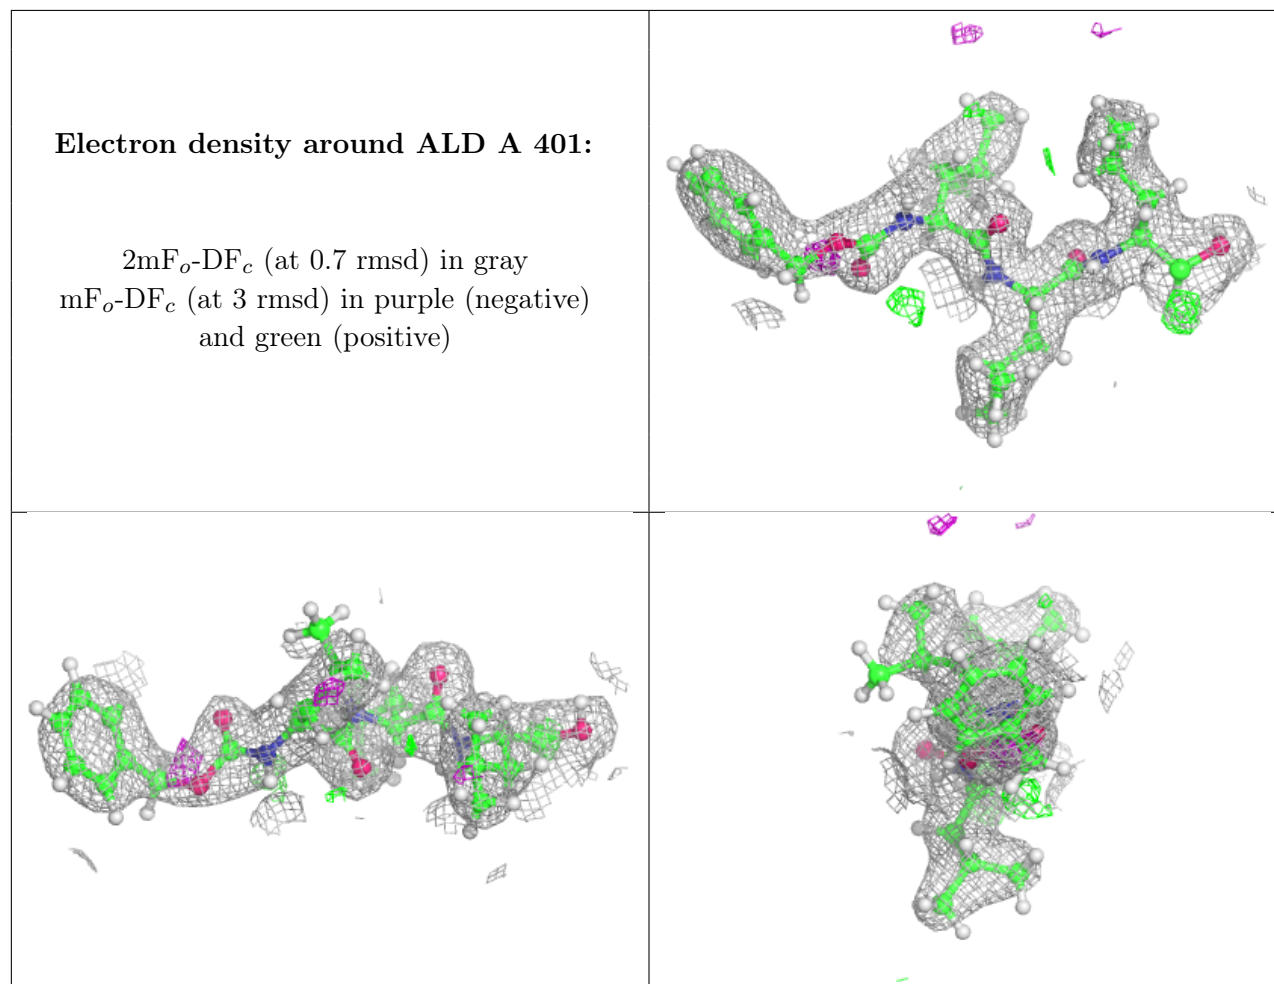 Electron density around ALD A 401:
2mFo-DFc (at 0.7 rmsd) in gray
mFo-DFc (at 3 rmsd) in purple (negative)
and green (positive)